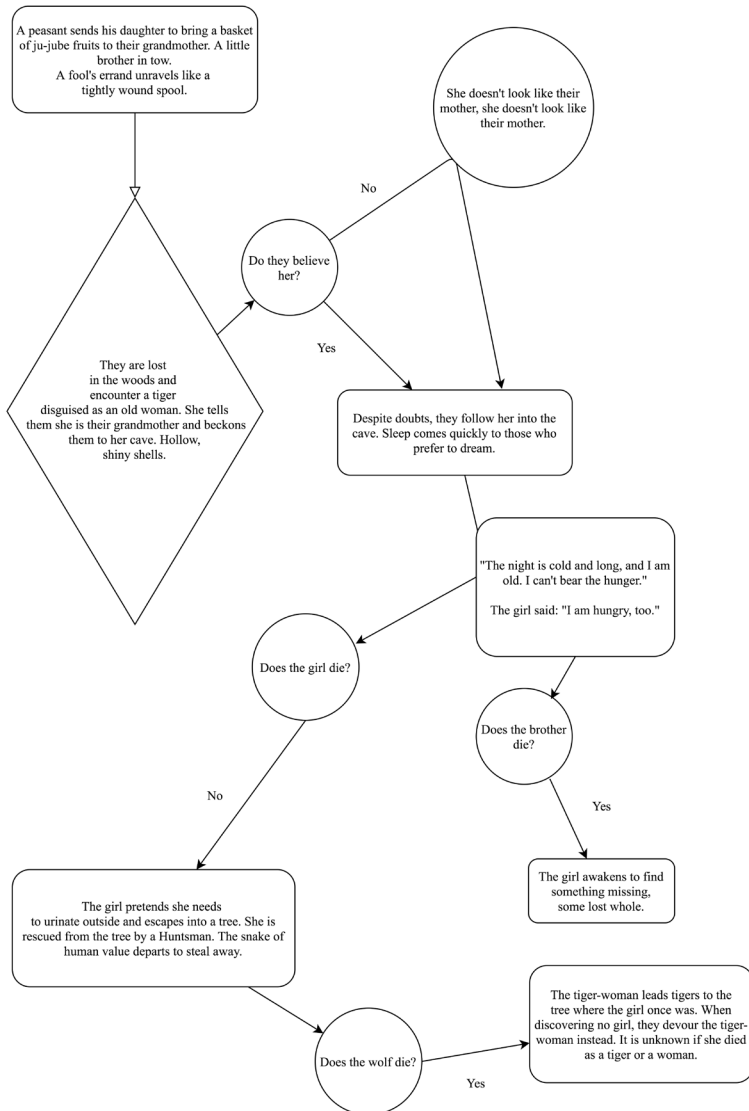 A peasant sends his daughter to bring a basket
of ju-jube fruits to their grandmother. A little
brother in tow.
A fool's errand unravels like a
tightly wound spool.
She doesn't look like their
mother, she doesn't look like
their mother.
No
Do they believe
her?
Yes
They are lost
in the woods and
encounter a tiger
disguised as an old woman. She tells
them she is their grandmother and beckons
them to her cave. Hollow,
shiny shells.
Despite doubts, they follow her into the
cave. Sleep comes quickly to those who
prefer to dream.
"The night is cold and long, and I am
old. I can't bear the hunger."
The girl said: "I am hungry, too."
Does the girl die?
Does the brother
die?
No
Yes
The girl awakens to find
something missing,
some lost whole.
The girl pretends she needs
to urinate outside and escapes into a tree. She is
rescued from the tree by a Huntsman. The snake of
human value departs to steal away.
Does the wolf die?
Yes
The tiger-woman leads tigers to the
tree where the girl once was. When
discovering no girl, they devour the tiger-
woman instead. It is unknown if she died
as a tiger or a woman.